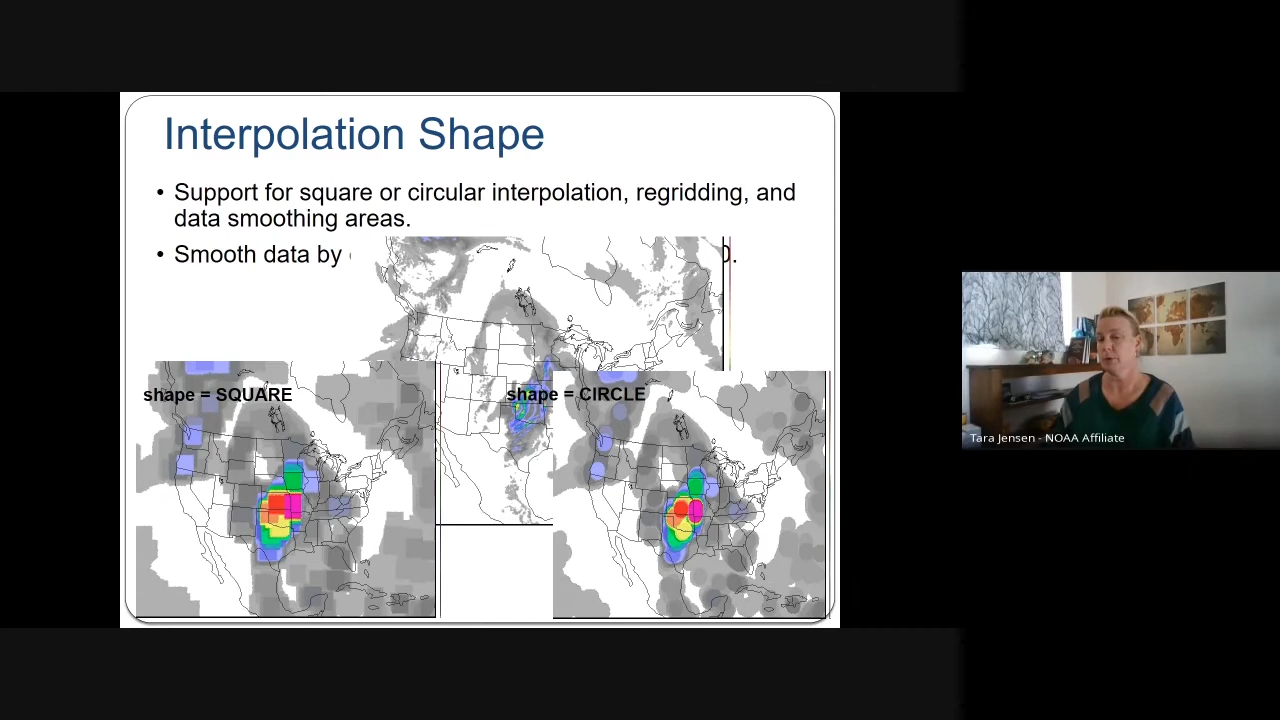 Interpolation Shape
• Support for square or circular interpolation, regridding, and
data smoothing areas.
• Smooth data by
shape = SQUARE
shape = CIRCLE
Tara Jensen - NOAA Affiliate